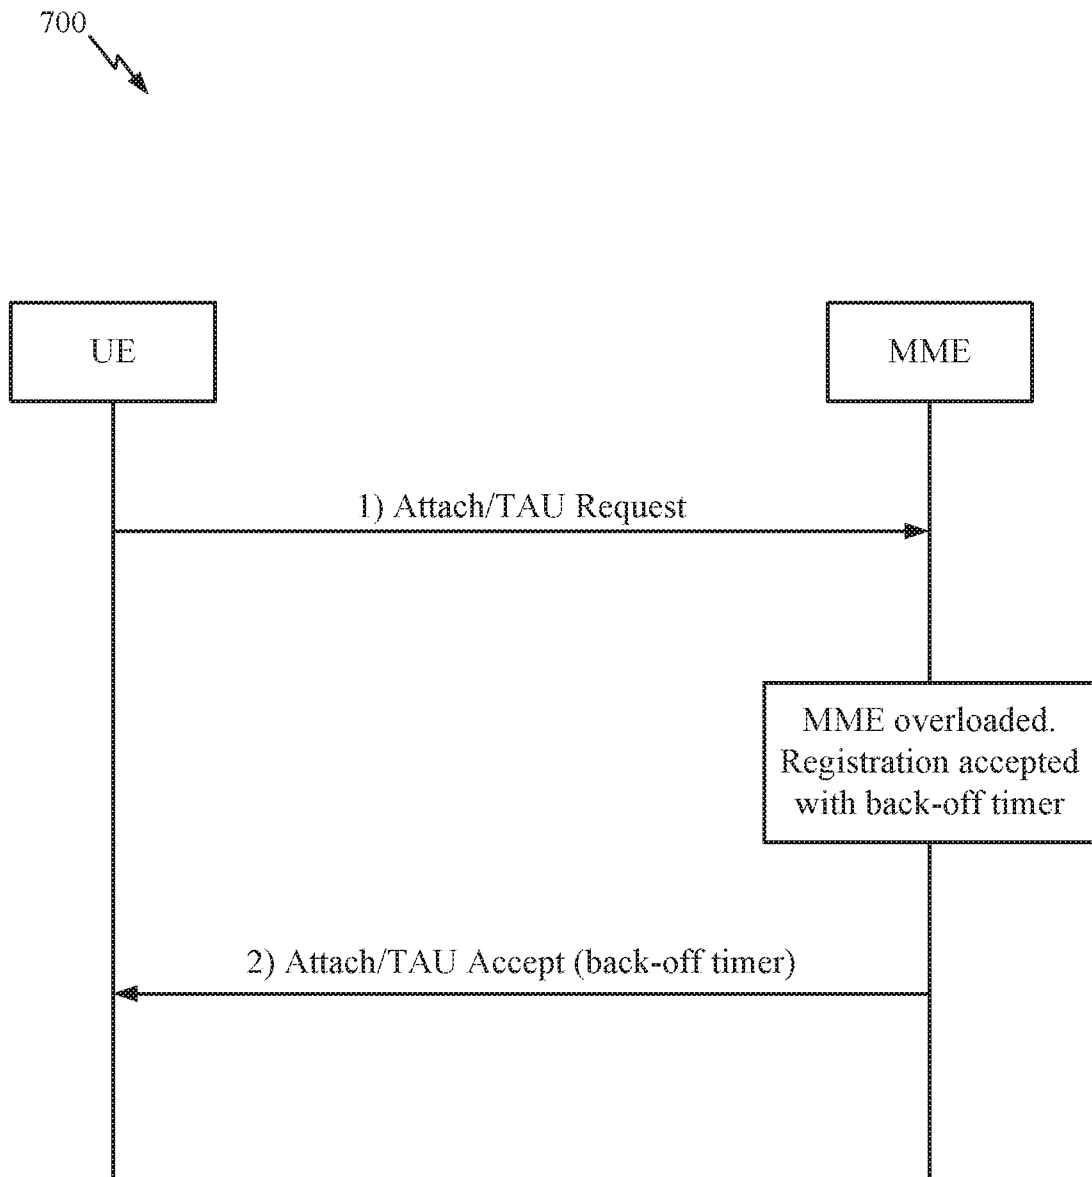 700
UE
MME
1) Attach/TAU Request
MME overloaded.
Registration accepted
with back-off timer
2) Attach/TAU Accept (back-off timer)